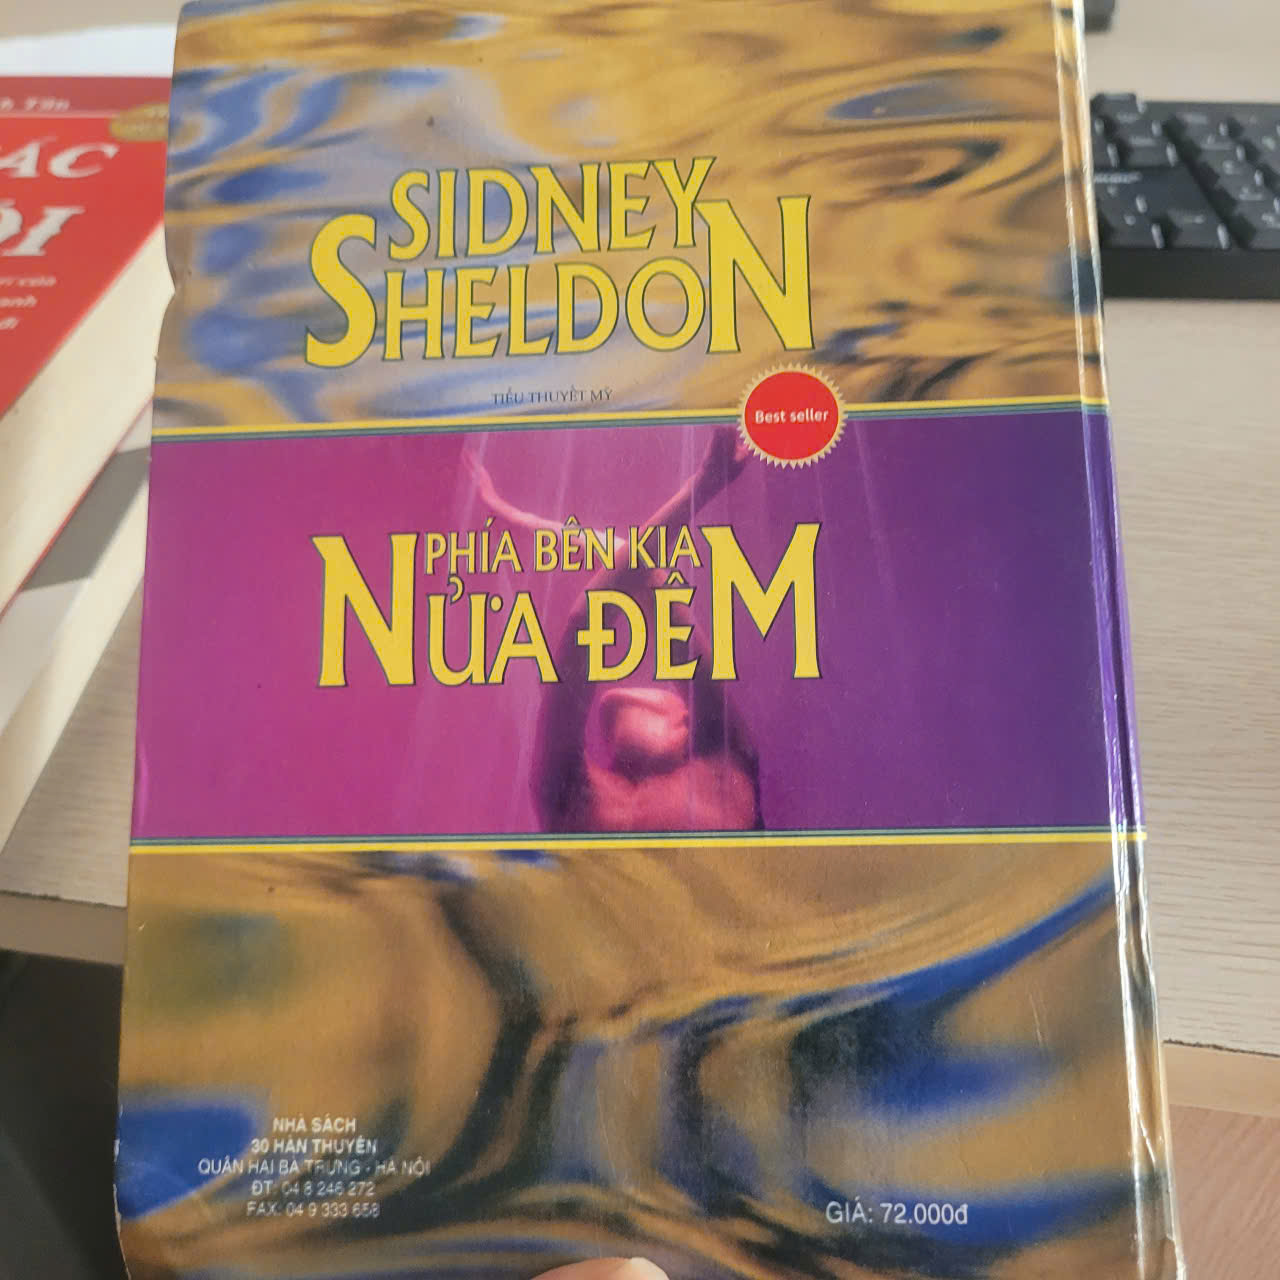 SIDNEY
SHELDON
TIỂU THUYẾT MỸ
Best seller
PHÍA BÊN KIA
NỬA ĐÊM
NHÀ SÁCH
30 HÀN THUYÊN
QUẬN HAI BÀ TRƯNG - HÀ NỘI
ĐT: 04 8 246 272
FAX: 04 9 333 658
GIÁ: 72.000đ